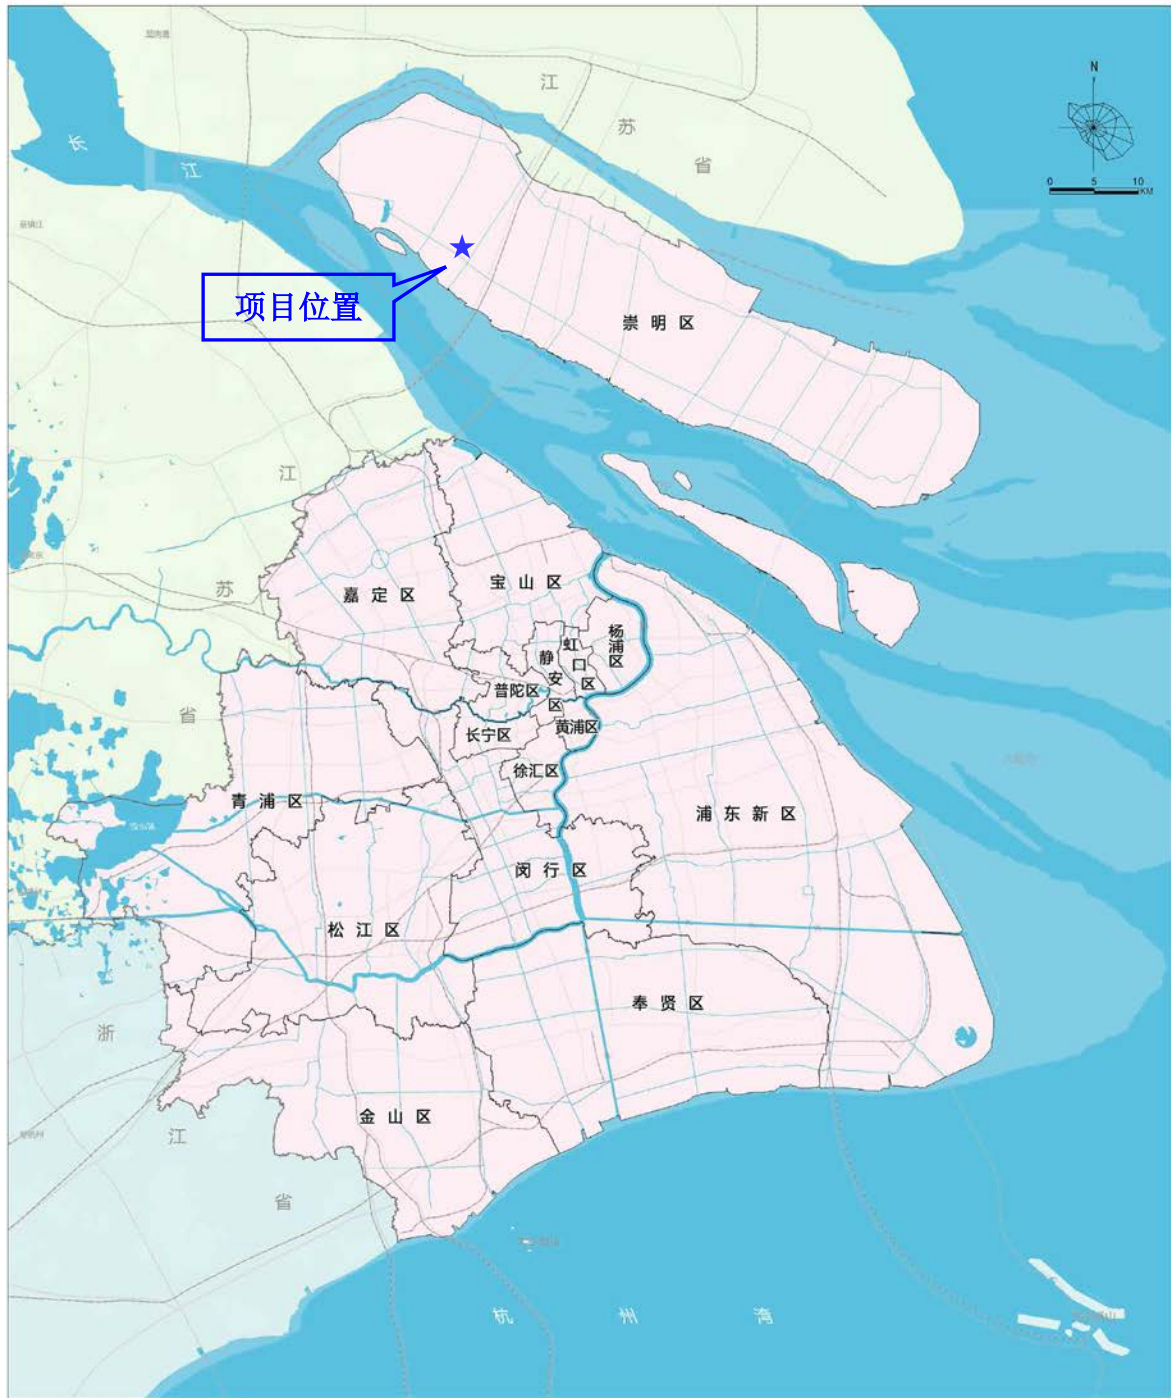 N
0 5 10
KM
江
苏
省
长
江
项目位置
崇明区
江
苏
省
嘉定区
宝山区
杨浦区
虹口区
静安区
普陀区
黄浦区
长宁区
徐汇区
青浦区
浦东新区
闵行区
松江区
奉贤区
金山区
浙
江
省
杭州湾